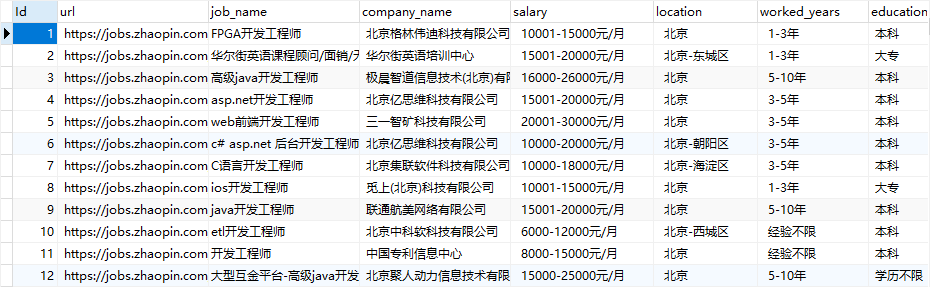 Id url job_name company_name salary location worked_years education
1 https://jobs.zhaopin.com FPGA开发工程师 北京格林伟迪科技有限公司 10001-15000元/月 北京 1-3年 本科
2 https://jobs.zhaopin.com 华尔街英语课程顾问/面销/ 华尔街英语培训中心 15001-20000元/月 北京-东城区 1-3年 大专
3 https://jobs.zhaopin.com 高级java开发工程师 极晨智道信息技术(北京)有 16000-26000元/月 北京 5-10年 本科
4 https://jobs.zhaopin.com asp.net开发工程师 北京亿思维科技有限公司 15001-20000元/月 北京 3-5年 本科
5 https://jobs.zhaopin.com web前端开发工程师 三一智矿科技有限公司 20001-30000元/月 北京 3-5年 本科
6 https://jobs.zhaopin.com c# asp.net 后台开发工程师 北京亿思维科技有限公司 10000-20000元/月 北京-朝阳区 3-5年 本科
7 https://jobs.zhaopin.com C语言开发工程师 北京集联软件科技有限公司 10000-18000元/月 北京-海淀区 3-5年 本科
8 https://jobs.zhaopin.com ios开发工程师 觅上(北京)科技有限公司 10001-15000元/月 北京 1-3年 大专
9 https://jobs.zhaopin.com java开发工程师 联通航美网络有限公司 15001-20000元/月 北京 5-10年 本科
10 https://jobs.zhaopin.com etl开发工程师 北京中科软科技有限公司 6000-12000元/月 北京-西城区 经验不限 本科
11 https://jobs.zhaopin.com 开发工程师 中国专利信息中心 8000-15000元/月 北京 经验不限 本科
12 https://jobs.zhaopin.com 大型互金平台-高级java开发 北京聚人动力信息技术有限 15000-25000元/月 北京 5-10年 学历不限